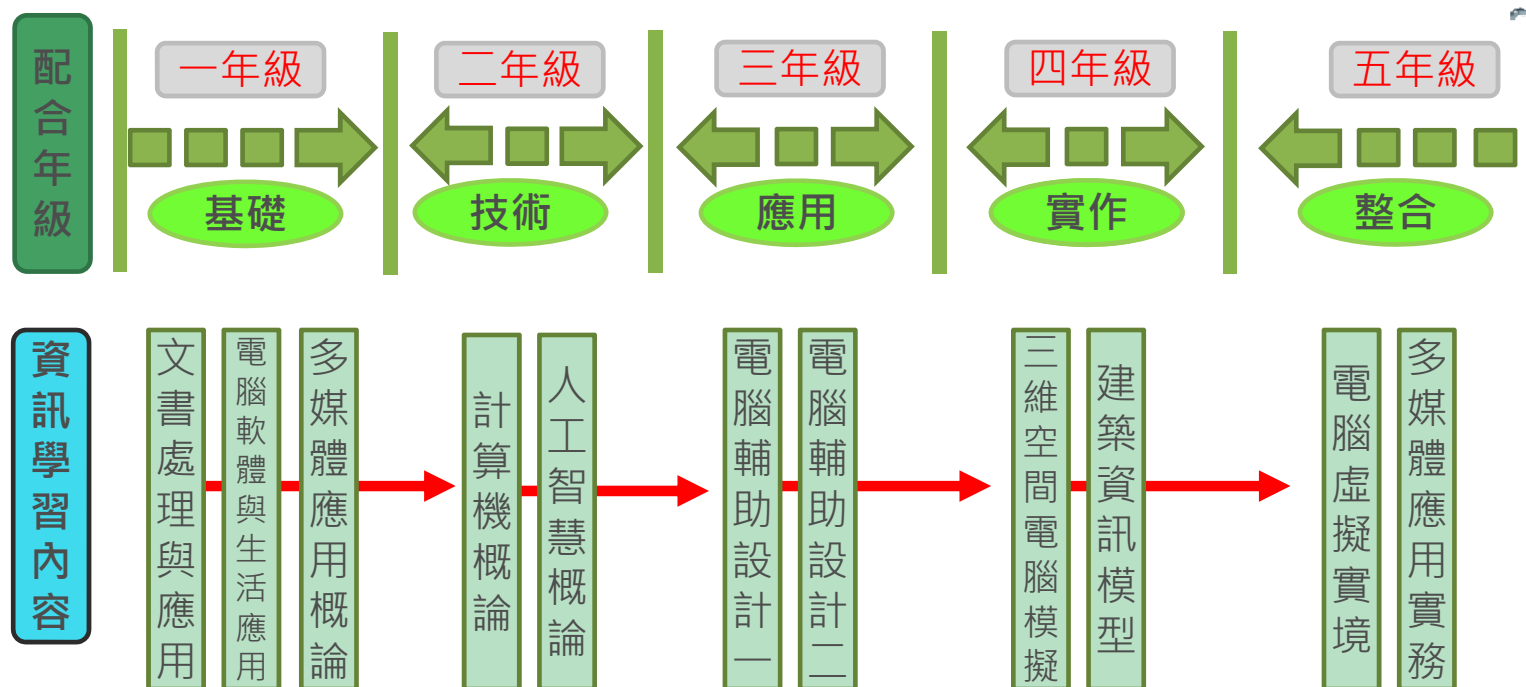 配合年級
一年級
二年級
三年級
四年級
五年級
基礎
技術
應用
實作
整合
資訊學習內容
文書處理與應用
電腦軟體與生活應用
多媒體應用概論
計算機概論
人工智慧概論
電腦輔助設計一
電腦輔助設計二
三維空間電腦模擬
建築資訊模型
電腦虛擬實境
多媒體應用實務